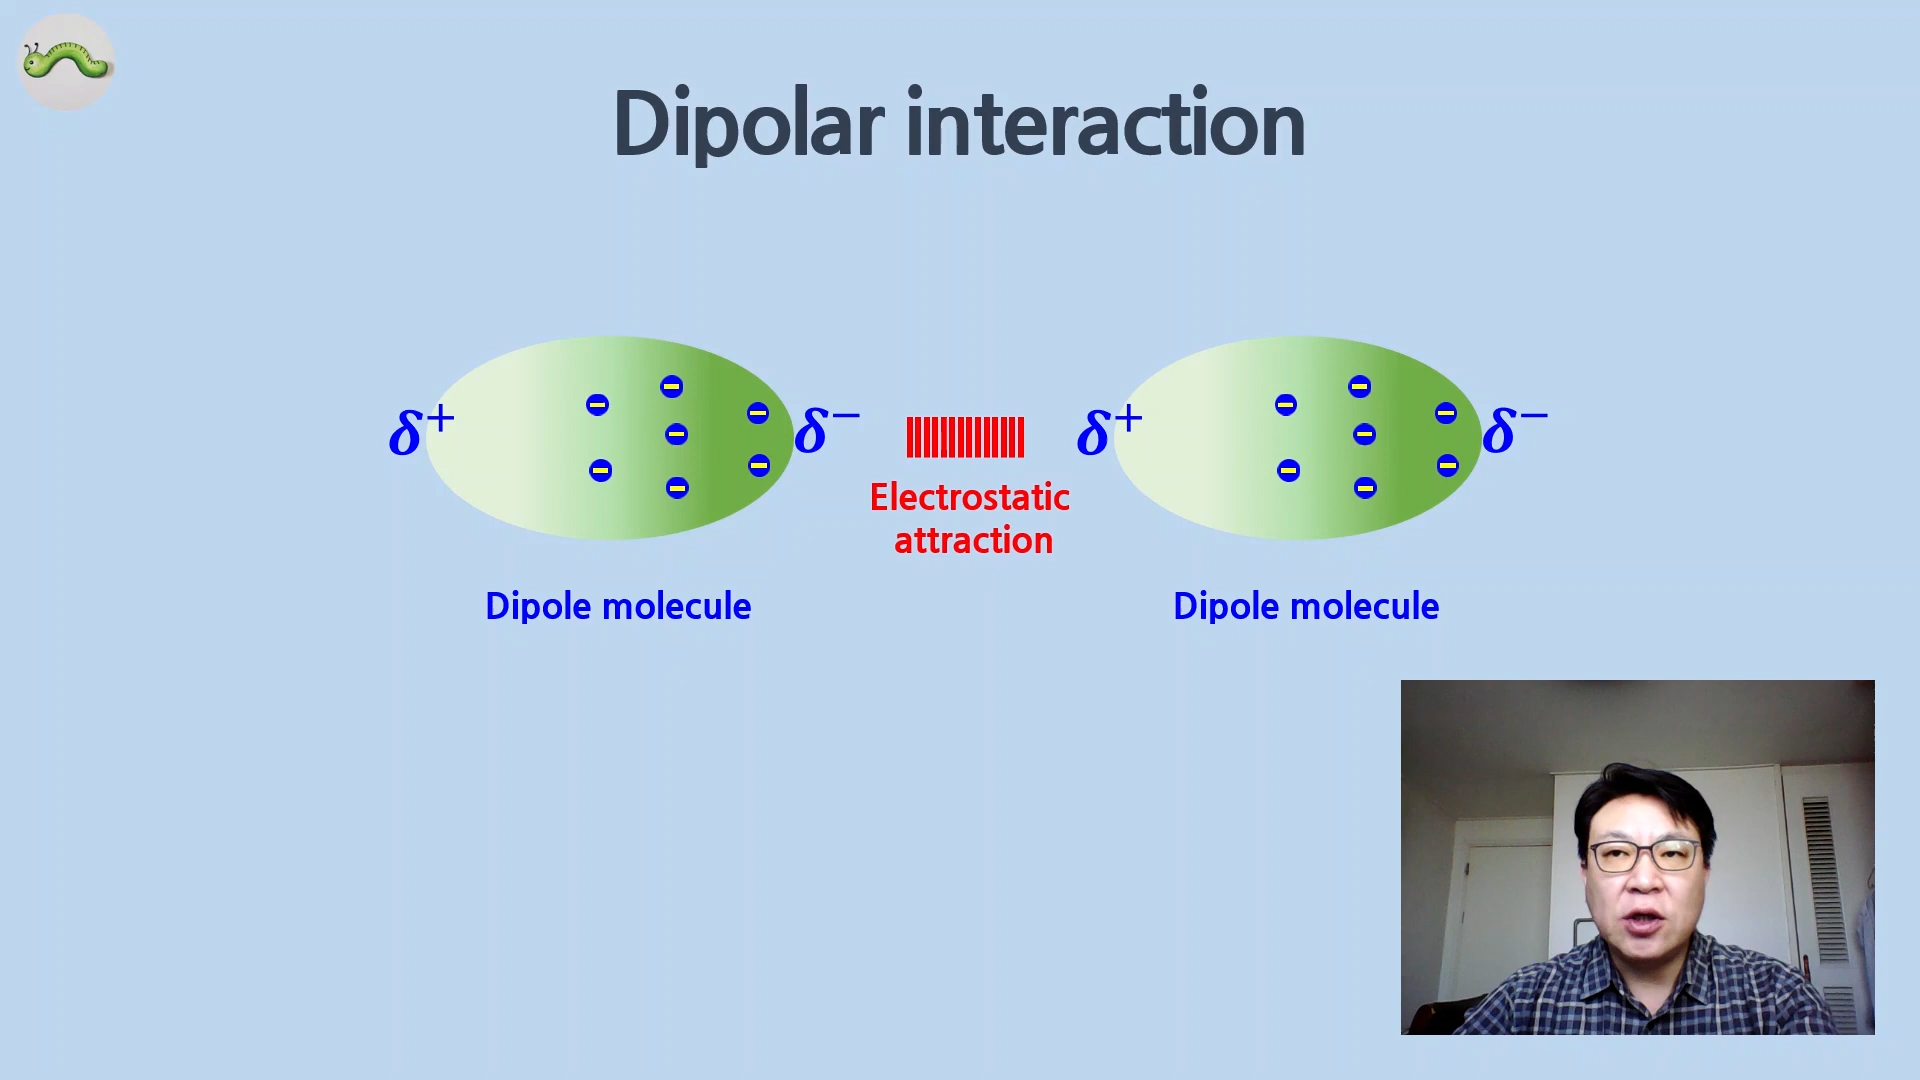 Dipolar interaction
δ⁺ δ⁻ δ⁺ δ⁻
Electrostatic
attraction
Dipole molecule
Dipole molecule